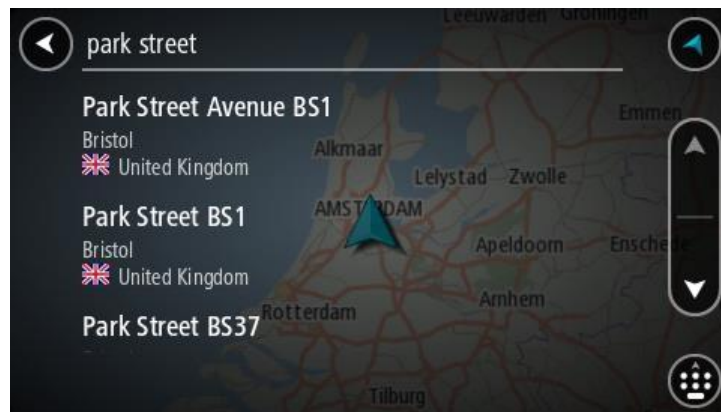 Leeuwarden Groningen
park street
Park Street Avenue BS1
Bristol
United Kingdom
Park Street BS1
Bristol
United Kingdom
Park Street BS37
Emmen
Alkmaar
Lelystad
Zwolle
AMSTERDAM
Apeldoorn
Enschede
Arnhem
Rotterdam
Tilburg